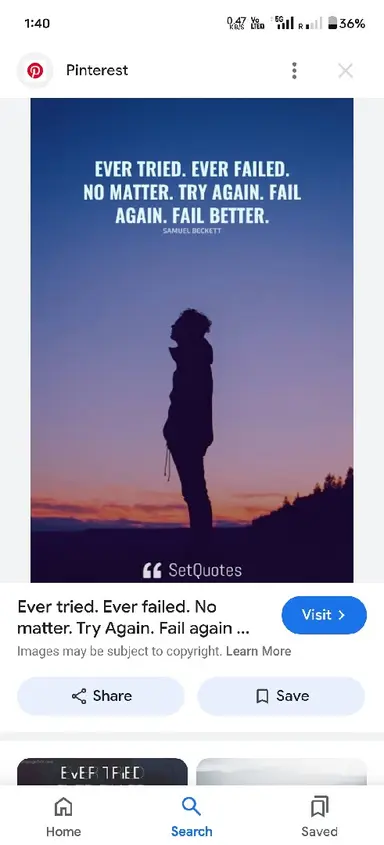 1:40
0.47 KB/S Vo LTE 5G R 36%
Pinterest
EVER TRIED. EVER FAILED.
NO MATTER. TRY AGAIN. FAIL
AGAIN. FAIL BETTER.
SAMUEL BECKETT
SetQuotes
Ever tried. Ever failed. No
matter. Try Again. Fail again ...
Visit
Images may be subject to copyright. Learn More
Share
Save
EVER TRIED
Home
Search
Saved